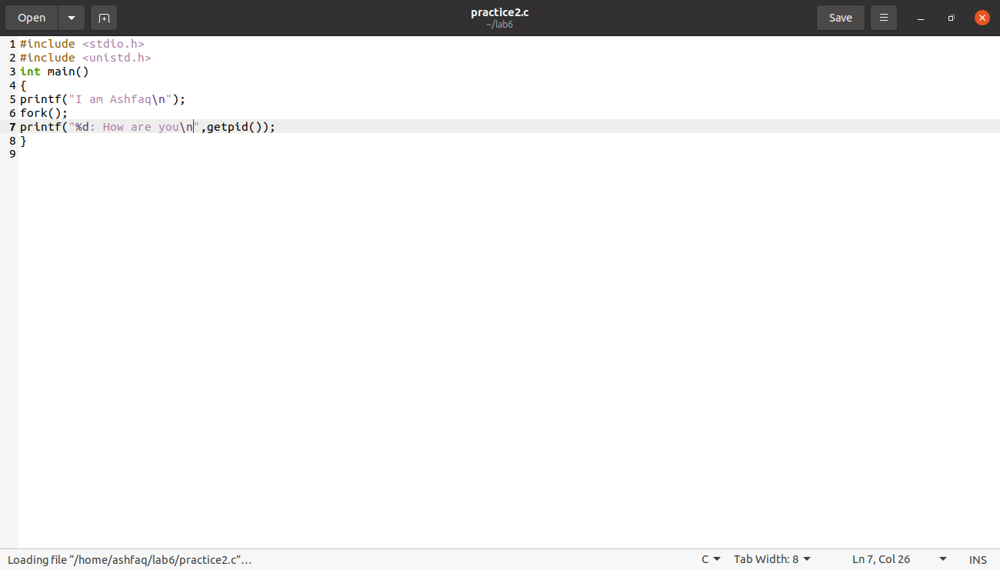 Open
practice2.c
~/lab6
Save
1 #include <stdio.h>
2 #include <unistd.h>
3 int main()
4 {
5 printf("I am Ashfaq\n");
6 fork();
7 printf("%d: How are you\n",getpid());
8 }
9
Loading file “/home/ashfaq/lab6/practice2.c”… C Tab Width: 8 Ln 7, Col 26 INS